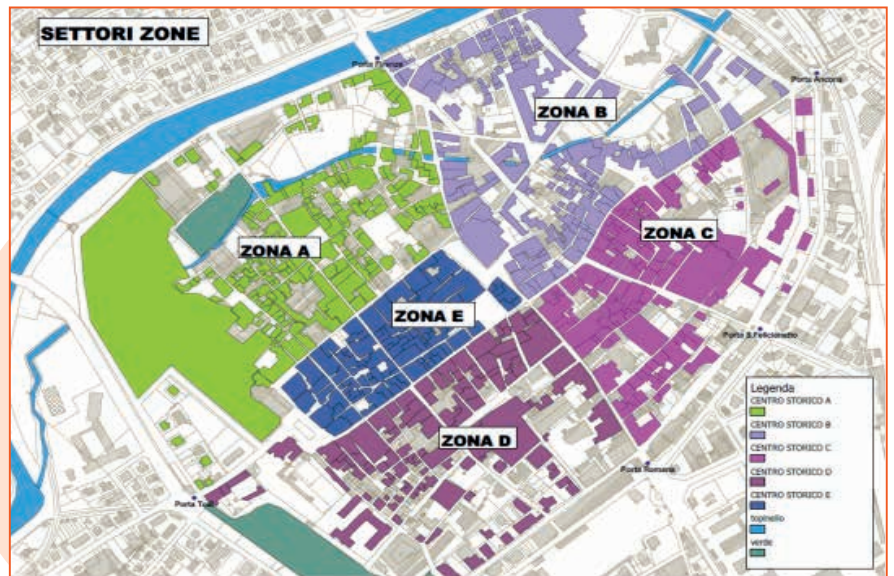 SETTORI ZONE
Porta Firenze
Porta Ancona
ZONA B
ZONA C
ZONA A
ZONA E
Porta S.Felicianetto
ZONA D
Porta Romana
Porta Todi
Legenda
CENTRO STORICO A
CENTRO STORICO B
CENTRO STORICO C
CENTRO STORICO D
CENTRO STORICO E
topinello
verde